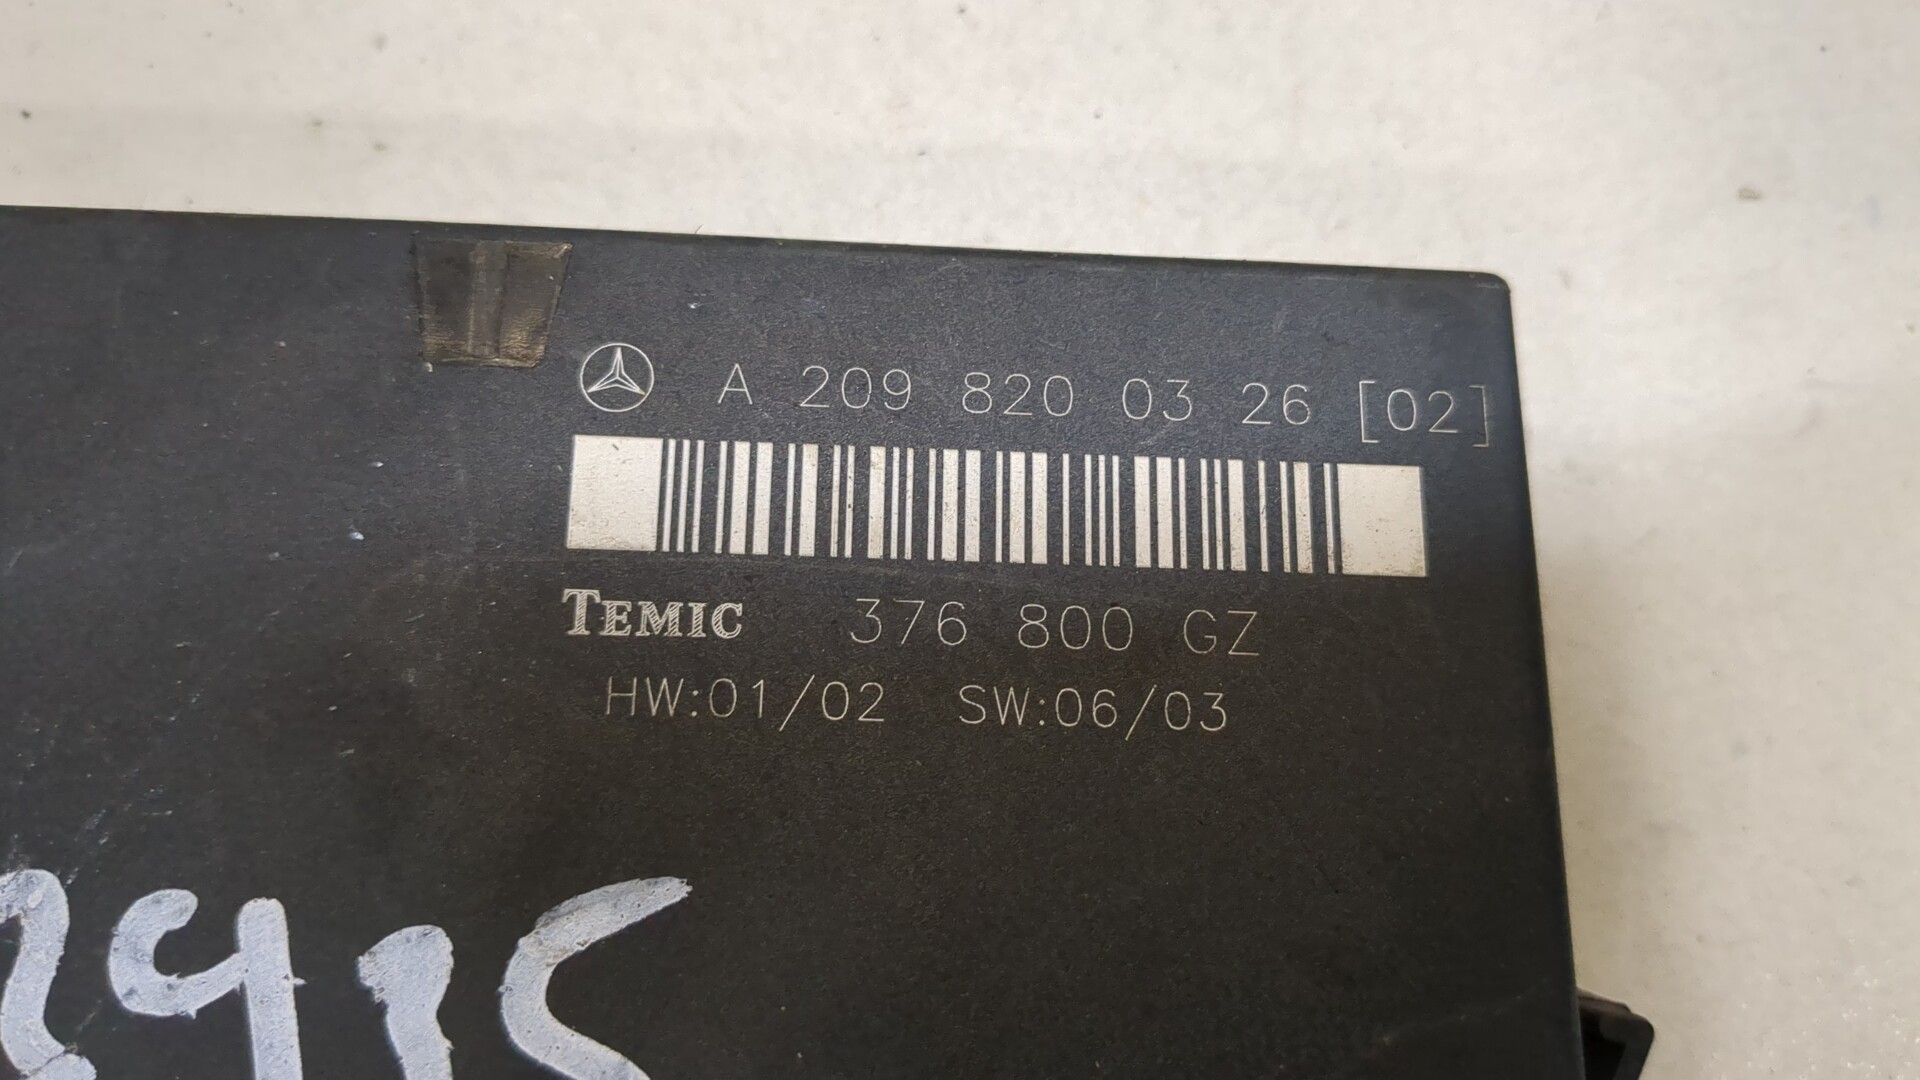 A 209 820 03 26 [02]
TEMIC 376 800 GZ
HW:01/02 SW:06/03